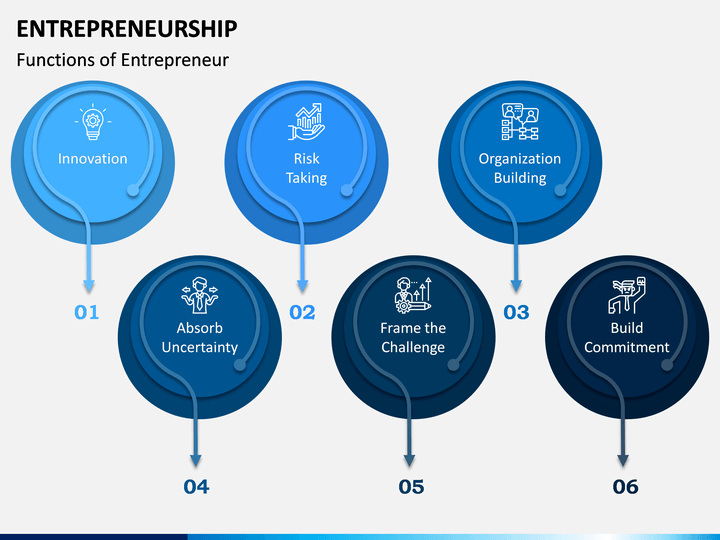 ENTREPRENEURSHIP
Functions of Entrepreneur
Innovation
01
Risk
Taking
02
Organization
Building
03
Absorb
Uncertainty
04
Frame the
Challenge
05
Build
Commitment
06